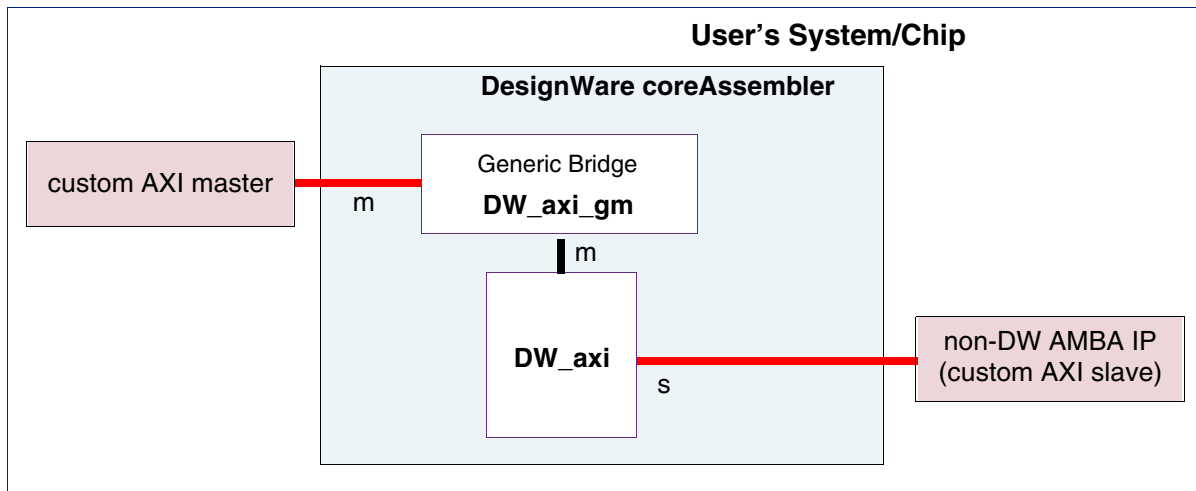 User's System/Chip
DesignWare coreAssembler
custom AXI master
m
Generic Bridge
DW_axi_gm
m
DW_axi
s
non-DW AMBA IP
(custom AXI slave)